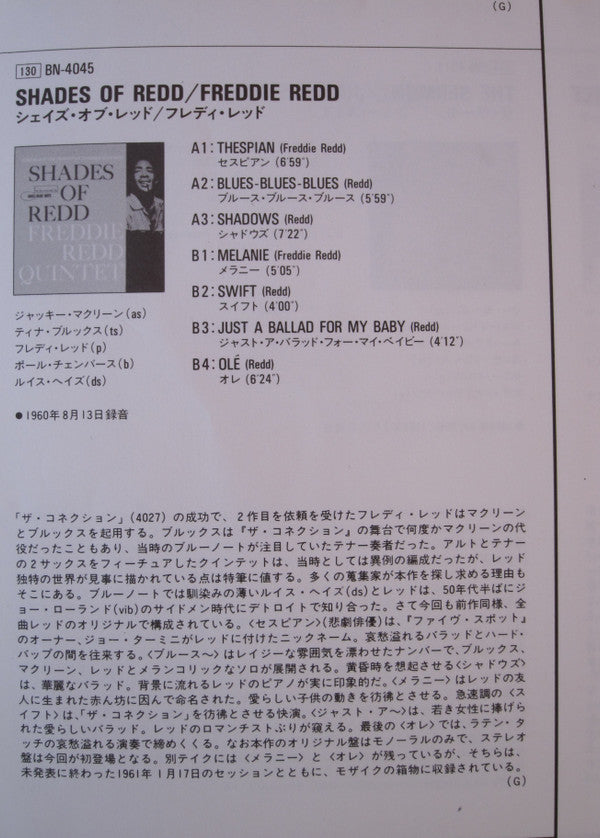 (G)
130 BN-4045
SHADES OF REDD/FREDDIE REDD
シェイズ・オブ・レッド/フレディ・レッド
SHADES
OF
REDD
FREDDIE
REDD
QUINTET
ジャッキー・マクリーン(as)
ティナ・ブルックス(ts)
フレディ・レッド(p)
ポール・チェンバース(b)
ルイス・ヘイズ(ds)
●1960年8月13日録音
A1:THESPIAN (Freddie Redd)
セスピアン (6′59″)
A2:BLUES-BLUES-BLUES (Redd)
ブルース・ブルース・ブルース (5′59″)
A3:SHADOWS (Redd)
シャドウズ (7′22″)
B1:MELANIE (Freddie Redd)
メラニー (5′05″)
B2:SWIFT (Redd)
スイフト (4′00″)
B3:JUST A BALLAD FOR MY BABY (Redd)
ジャスト・ア・バラッド・フォー・マイ・ベイビー (4′12″)
B4:OLÉ (Redd)
オレ (6′24″)
「ザ・コネクション」(4027) の成功で、2作目を依頼を受けたフレディ・レッドはマクリーン
とブルックスを起用する。ブルックスは『ザ・コネクション』の舞台で何度かマクリーンの代
役だったこともあり、当時のブルーノートが注目していたテナー奏者だった。アルトとテナー
の2サックスをフィーチュアしたクインテットは、当時としては異例の編成だったが、レッド
独特の世界が見事に描かれている点は特筆に値する。多くの蒐集家が本作を探し求める理由も
そこにある。ブルーノートでは馴染みの薄いルイス・ヘイズ(ds)とレッドは、50年代半ばにジ
ョー・ローランド(vib)のサイドメン時代にデトロイトで知り合った。さて今回も前作同様、全
曲レッドのオリジナルで構成されている。〈セスピアン〉(悲劇俳優)は、『ファイヴ・スポット』
のオーナー、ジョー・ターミニがレッドに付けたニックネーム。哀愁溢れるバラッドとハード・
バップの間を往来する。〈ブルース〜〉はレイジーな雰囲気を漂わせたナンバーで、ブルックス、
マクリーン、レッドとメランコリックなソロが展開される。黄昏時を想起させる〈シャドウズ〉
は、華麗なバラッド。背景に流れるレッドのピアノが実に印象的だ。〈メラニー〉はレッドの友
人に生まれた赤ん坊に因んで命名された。愛らしい子供の動きを彷彿とさせる。急速調の〈ス
イフト〉は、「ザ・コネクション」を彷彿とさせる快演。〈ジャスト・ア〜〉は、若き女性に捧げら
れた愛らしいバラッド。レッドのロマンチストぶりが窺える。最後の〈オレ〉では、ラテン・タ
ッチの哀愁溢れる演奏で締めくくる。なお本作のオリジナル盤はモノーラルのみで、ステレオ
盤は今回が初登場となる。別テイクには〈メラニー〉と〈オレ〉が残っているが、そちらは、
未発表に終わった1961年1月17日のセッションとともに、モザイクの箱物に収録されている。
(G)